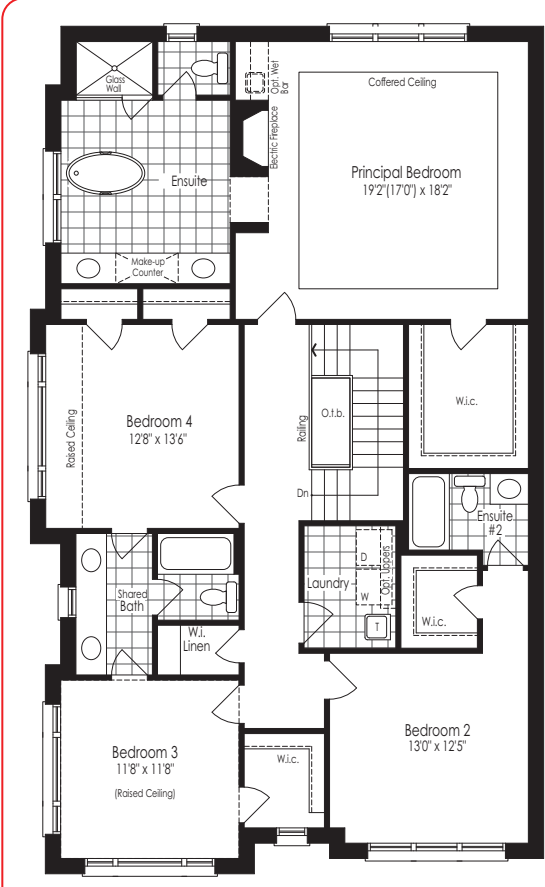 Glass
Wall
Opt. Wet
Bar
Coffered Ceiling
Electric Fireplace
Principal Bedroom
19'2"(17'0") x 18'2"
Ensuite
Make-up
Counter
Raised Ceiling
Bedroom 4
12'8" x 13'6"
Railing
O.t.b.
Dn
W.i.c.
Ensuite
#2
Shared
Bath
Laundry
D
W
Opt. Uppers
T
W.i.c.
W.i.
Linen
Bedroom 3
11'8" x 11'8"
(Raised Ceiling)
W.i.c.
Bedroom 2
13'0" x 12'5"